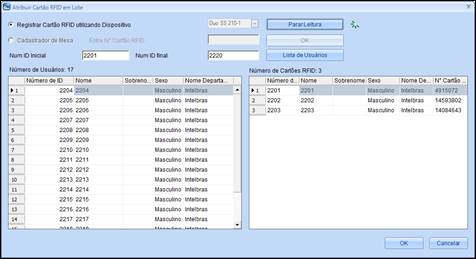 Atribuir Cartão RFID em Lote
Registrar Cartão RFID utilizando Dispositivo
Duo SS 210-1
Parar Leitura
Cadastrador de Mesa
Entre Nº Cartão RFID
OK
Num ID Inicial
2201
Num ID final
2220
Lista de Usuários
Número de Usuários: 17
Número de Cartões RFID: 3
Número de ID Nome Sobreno... Sexo Nome Departa...
1 2204 2204 Masculino Intelbras
2 2205 2205 Masculino Intelbras
3 2206 2206 Masculino Intelbras
4 2207 2207 Masculino Intelbras
5 2208 2208 Masculino Intelbras
6 2209 2209 Masculino Intelbras
7 2210 2210 Masculino Intelbras
8 2211 2211 Masculino Intelbras
9 2212 2212 Masculino Intelbras
10 2213 2213 Masculino Intelbras
11 2214 2214 Masculino Intelbras
12 2215 2215 Masculino Intelbras
13 2216 2216 Masculino Intelbras
14 2217 2217 Masculino Intelbras
Número d... Nome Sobrenome Sexo Nome De... N° Cartão ...
1 2201 2201 Masculino Intelbras 4915072
2 2202 2202 Masculino Intelbras 14593802
3 2203 2203 Masculino Intelbras 14084643
OK
Cancelar